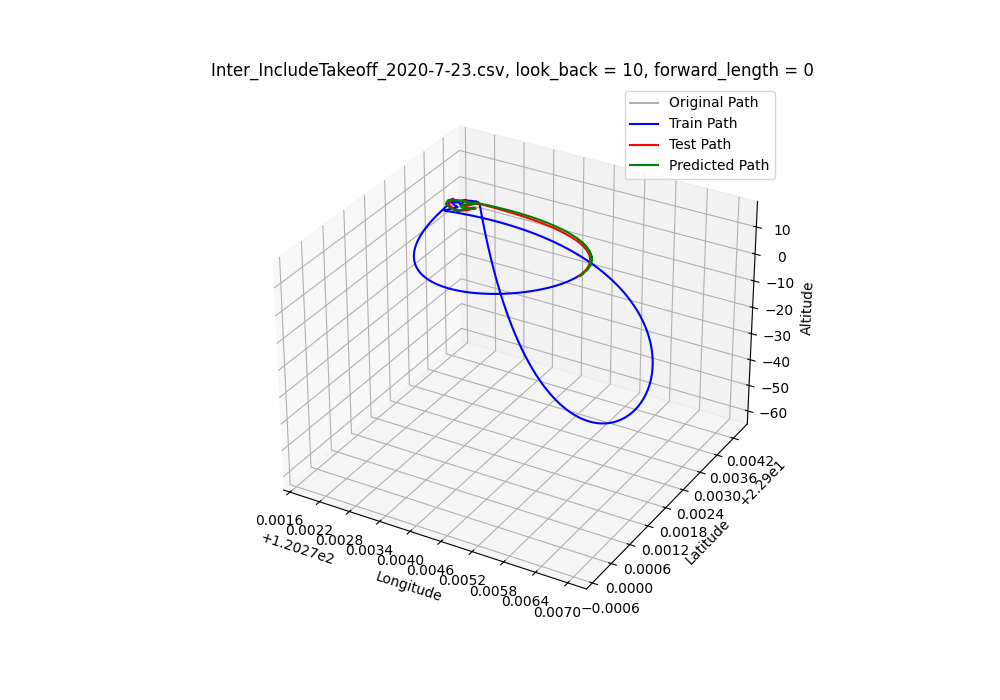 Inter_IncludeTakeoff_2020-7-23.csv, look_back = 10, forward_length = 0
Original Path
Train Path
Test Path
Predicted Path
10
0
−10
−20
−30
−40
−50
−60
Altitude
0.0042
0.0036
0.0030
0.0024
0.0018
0.0012
0.0006
0.0000
−0.0006
+2.29e1
Latitude
0.0016
0.0022
0.0028
0.0034
0.0040
0.0046
0.0052
0.0058
0.0064
0.0070
+1.2027e2
Longitude